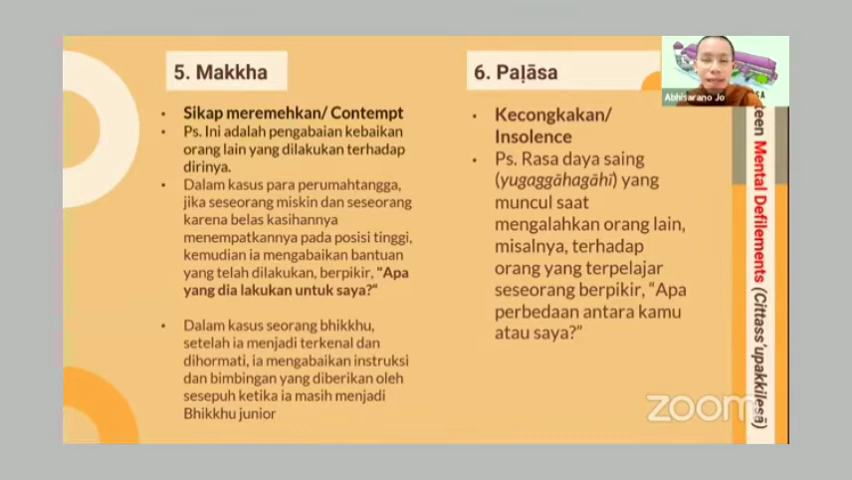 5. Makkha
• Sikap meremehkan/ Contempt
• Ps. Ini adalah pengabaian kebaikan
orang lain yang dilakukan terhadap
dirinya.
• Dalam kasus para perumahtangga,
jika seseorang miskin dan seseorang
karena belas kasihannya
menempatkannya pada posisi tinggi,
kemudian ia mengabaikan bantuan
yang telah dilakukan, berpikir, "Apa
yang dia lakukan untuk saya?“
• Dalam kasus seorang bhikkhu,
setelah ia menjadi terkenal dan
dihormati, ia mengabaikan instruksi
dan bimbingan yang diberikan oleh
sesepuh ketika ia masih menjadi
Bhikkhu junior
6. Paḷāsa
• Kecongkakan/
Insolence
• Ps. Rasa daya saing
(yugaggāhagāhī) yang
muncul saat
mengalahkan orang lain,
misalnya, terhadap
orang yang terpelajar
seseorang berpikir, “Apa
perbedaan antara kamu
atau saya?”
Abhisarano Jo
teen Mental Defilements (Cittass’upakkilesā)
zoom